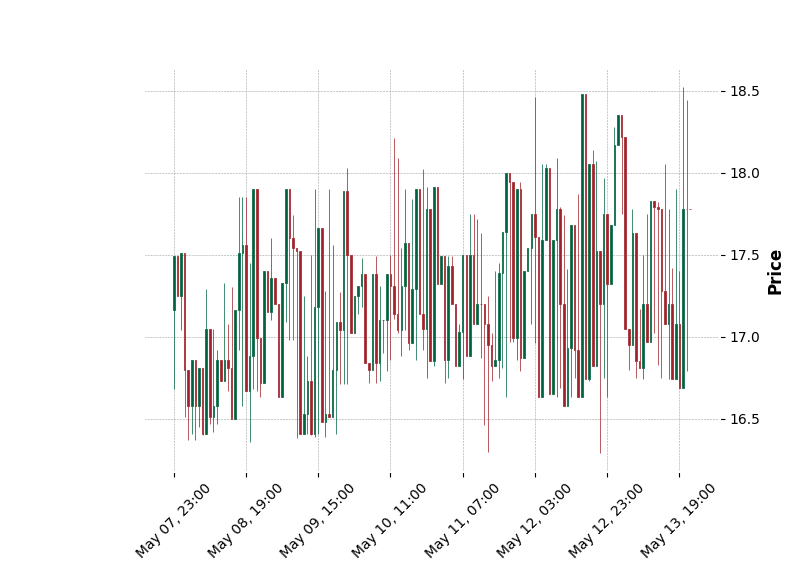 18.5
18.0
17.5
17.0
16.5
Price
May 07, 23:00
May 08, 19:00
May 09, 15:00
May 10, 11:00
May 11, 07:00
May 12, 03:00
May 12, 23:00
May 13, 19:00